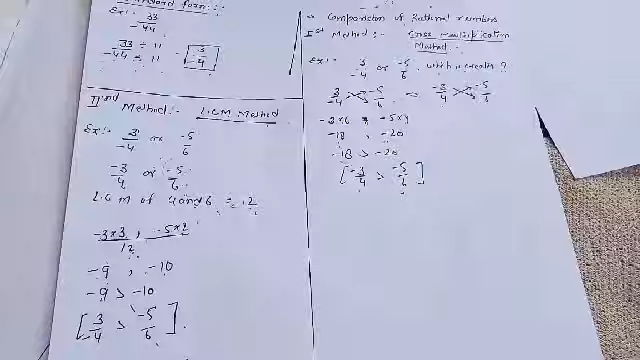 Standard form:-
Ex:- 33/-44
33 ÷ 11/-44 ÷ 11 = -[3/4]
IInd Method:- L.C.M Method
Ex:- 3/-4 or -5/6
-3/4 or -5/6
L.C.M of 4 and 6 = 12
-3×3, -5×2/12
-9, -10
-9 > -10
[3/-4 > -5/6].
Comparison of Rational numbers
Ist Method:- Cross multiplication
Method:-
Ex:- 3/-4 or -5/6, which is greater?
3/-4 -5/6 -3/4 -5/6
-3×6, -5×4
-18, -20
-18 > -20
[-3/4 > -5/6]